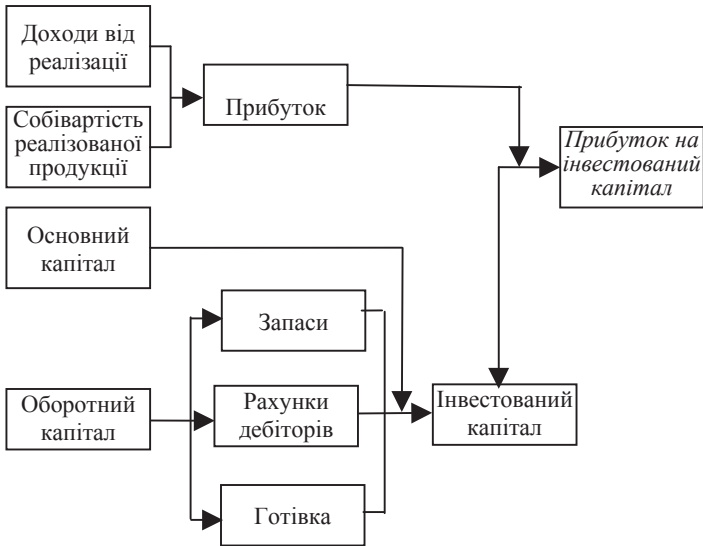 Доходи від
реалізації
Собівартість
реалізованої
продукції
Прибуток
Прибуток на
інвестований
капітал
Основний
капітал
Запаси
Оборотний
капітал
Рахунки
дебіторів
Інвестований
капітал
Готівка